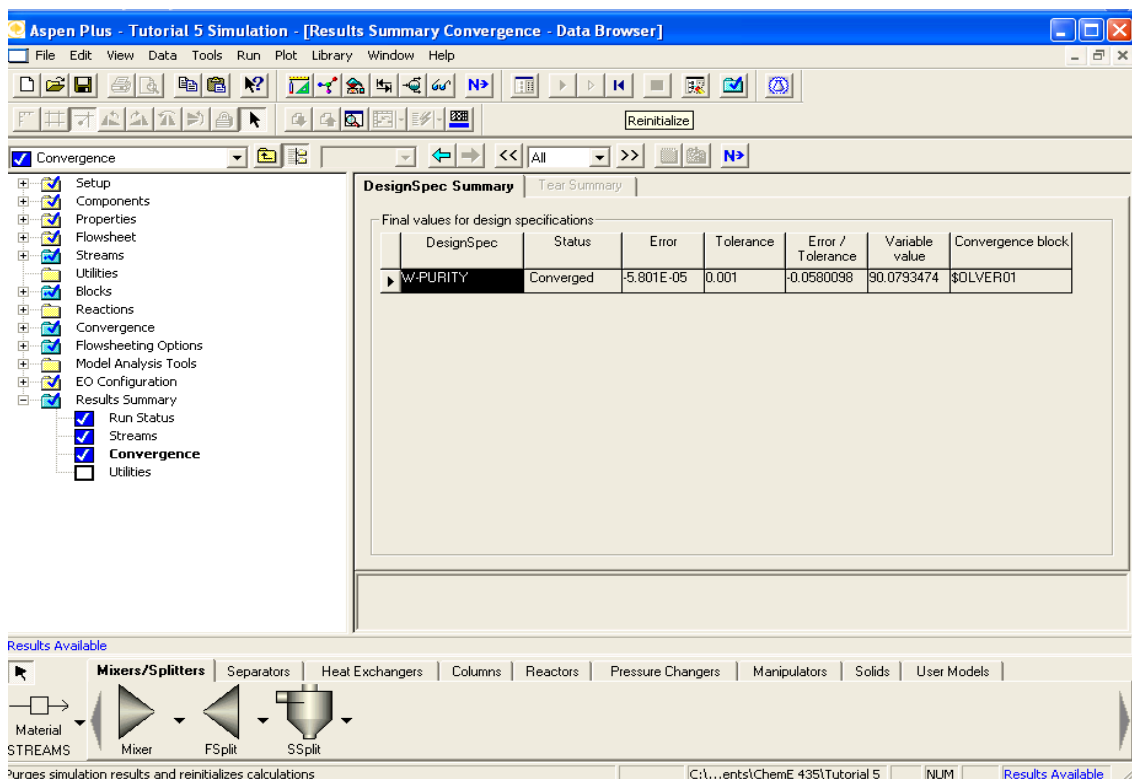 Aspen Plus - Tutorial 5 Simulation - [Results Summary Convergence - Data Browser]
File Edit View Data Tools Run Plot Library Window Help
N>
Reinitialize
Convergence
<< All >> N>
Setup
Components
Properties
Flowsheet
Streams
Utilities
Blocks
Reactions
Convergence
Flowsheeting Options
Model Analysis Tools
EO Configuration
Results Summary
Run Status
Streams
Convergence
Utilities
DesignSpec Summary Tear Summary
Final values for design specifications
DesignSpec Status Error Tolerance Error / Tolerance Variable value Convergence block
W-PURITY Converged -5.801E-05 0.001 -0.0580098 90.0793474 $OLVER01
Results Available
Mixers/Splitters Separators Heat Exchangers Columns Reactors Pressure Changers Manipulators Solids User Models
Material
STREAMS Mixer FSplit SSplit
Purges simulation results and reinitializes calculations C:\...ents\ChemE 435\Tutorial 5 NUM Results Available